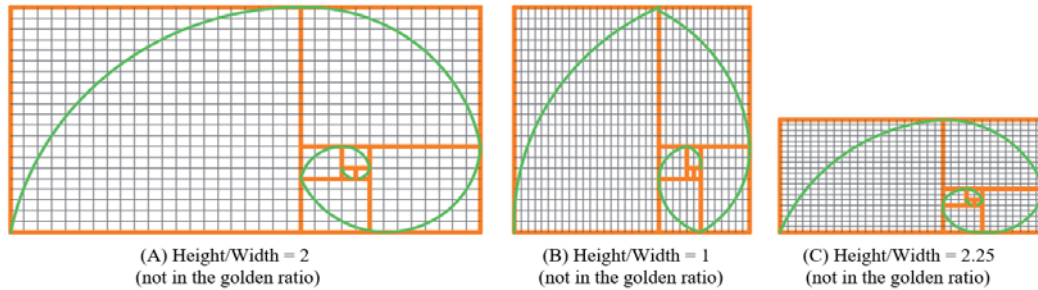 (A) Height/Width = 2
(not in the golden ratio)
(B) Height/Width = 1
(not in the golden ratio)
(C) Height/Width = 2.25
(not in the golden ratio)